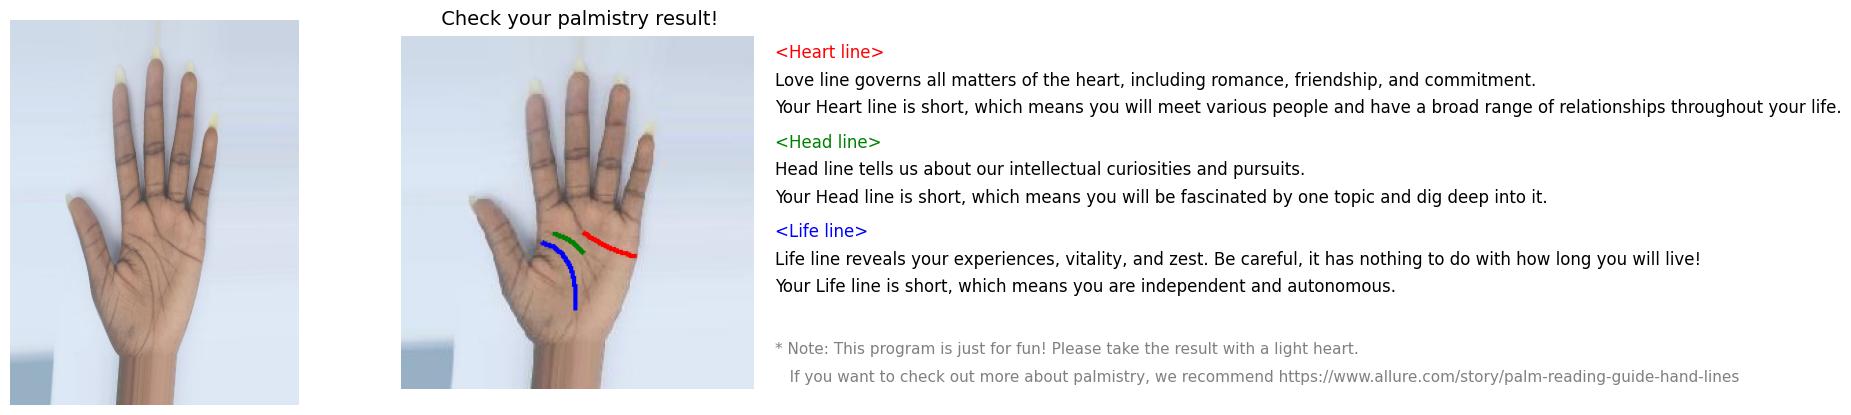 Check your palmistry result!
<Heart line>
Love line governs all matters of the heart, including romance, friendship, and commitment.
Your Heart line is short, which means you will meet various people and have a broad range of relationships throughout your life.
<Head line>
Head line tells us about our intellectual curiosities and pursuits.
Your Head line is short, which means you will be fascinated by one topic and dig deep into it.
<Life line>
Life line reveals your experiences, vitality, and zest. Be careful, it has nothing to do with how long you will live!
Your Life line is short, which means you are independent and autonomous.
* Note: This program is just for fun! Please take the result with a light heart.
If you want to check out more about palmistry, we recommend https://www.allure.com/story/palm-reading-guide-hand-lines